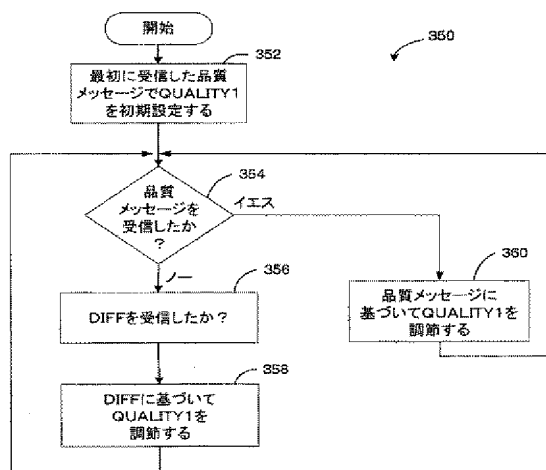 開始
350
352
最初に受信した品質
メッセージでQUALITY1
を初期設定する
354
品質
メッセージを
受信したか
?
イエス
ノー
356
DIFFを受信したか?
360
品質メッセージに
基づいてQUALITY1を
調節する
358
DIFFに基づいて
QUALITY1を
調節する